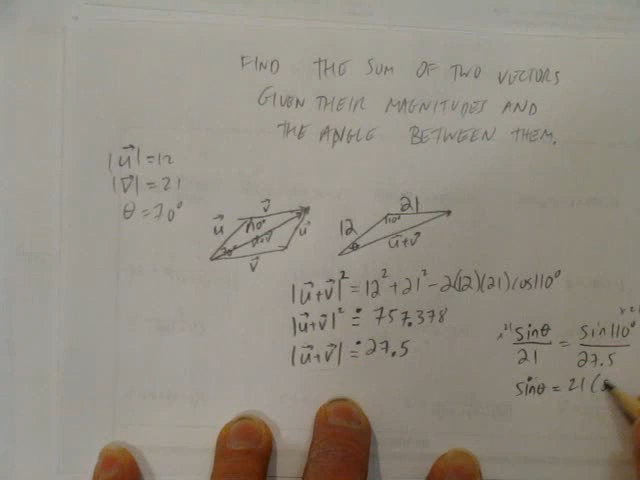 FIND THE SUM OF TWO VECTORS
GIVEN THEIR MAGNITUDES AND
THE ANGLE BETWEEN THEM.
|u⃗| = 12
|v⃗| = 21
θ = 70°
v⃗
u⃗ 110° u⃗
70° u⃗+v⃗
v⃗
21
12 110°
θ u⃗+v⃗
|u⃗+v⃗|² = 12² + 21² - 2(12)(21) cos110°
|u⃗+v⃗|² ≐ 757.378
|u⃗+v⃗| ≐ 27.5
sinθ/21 = sin110°/27.5
sinθ = 21(